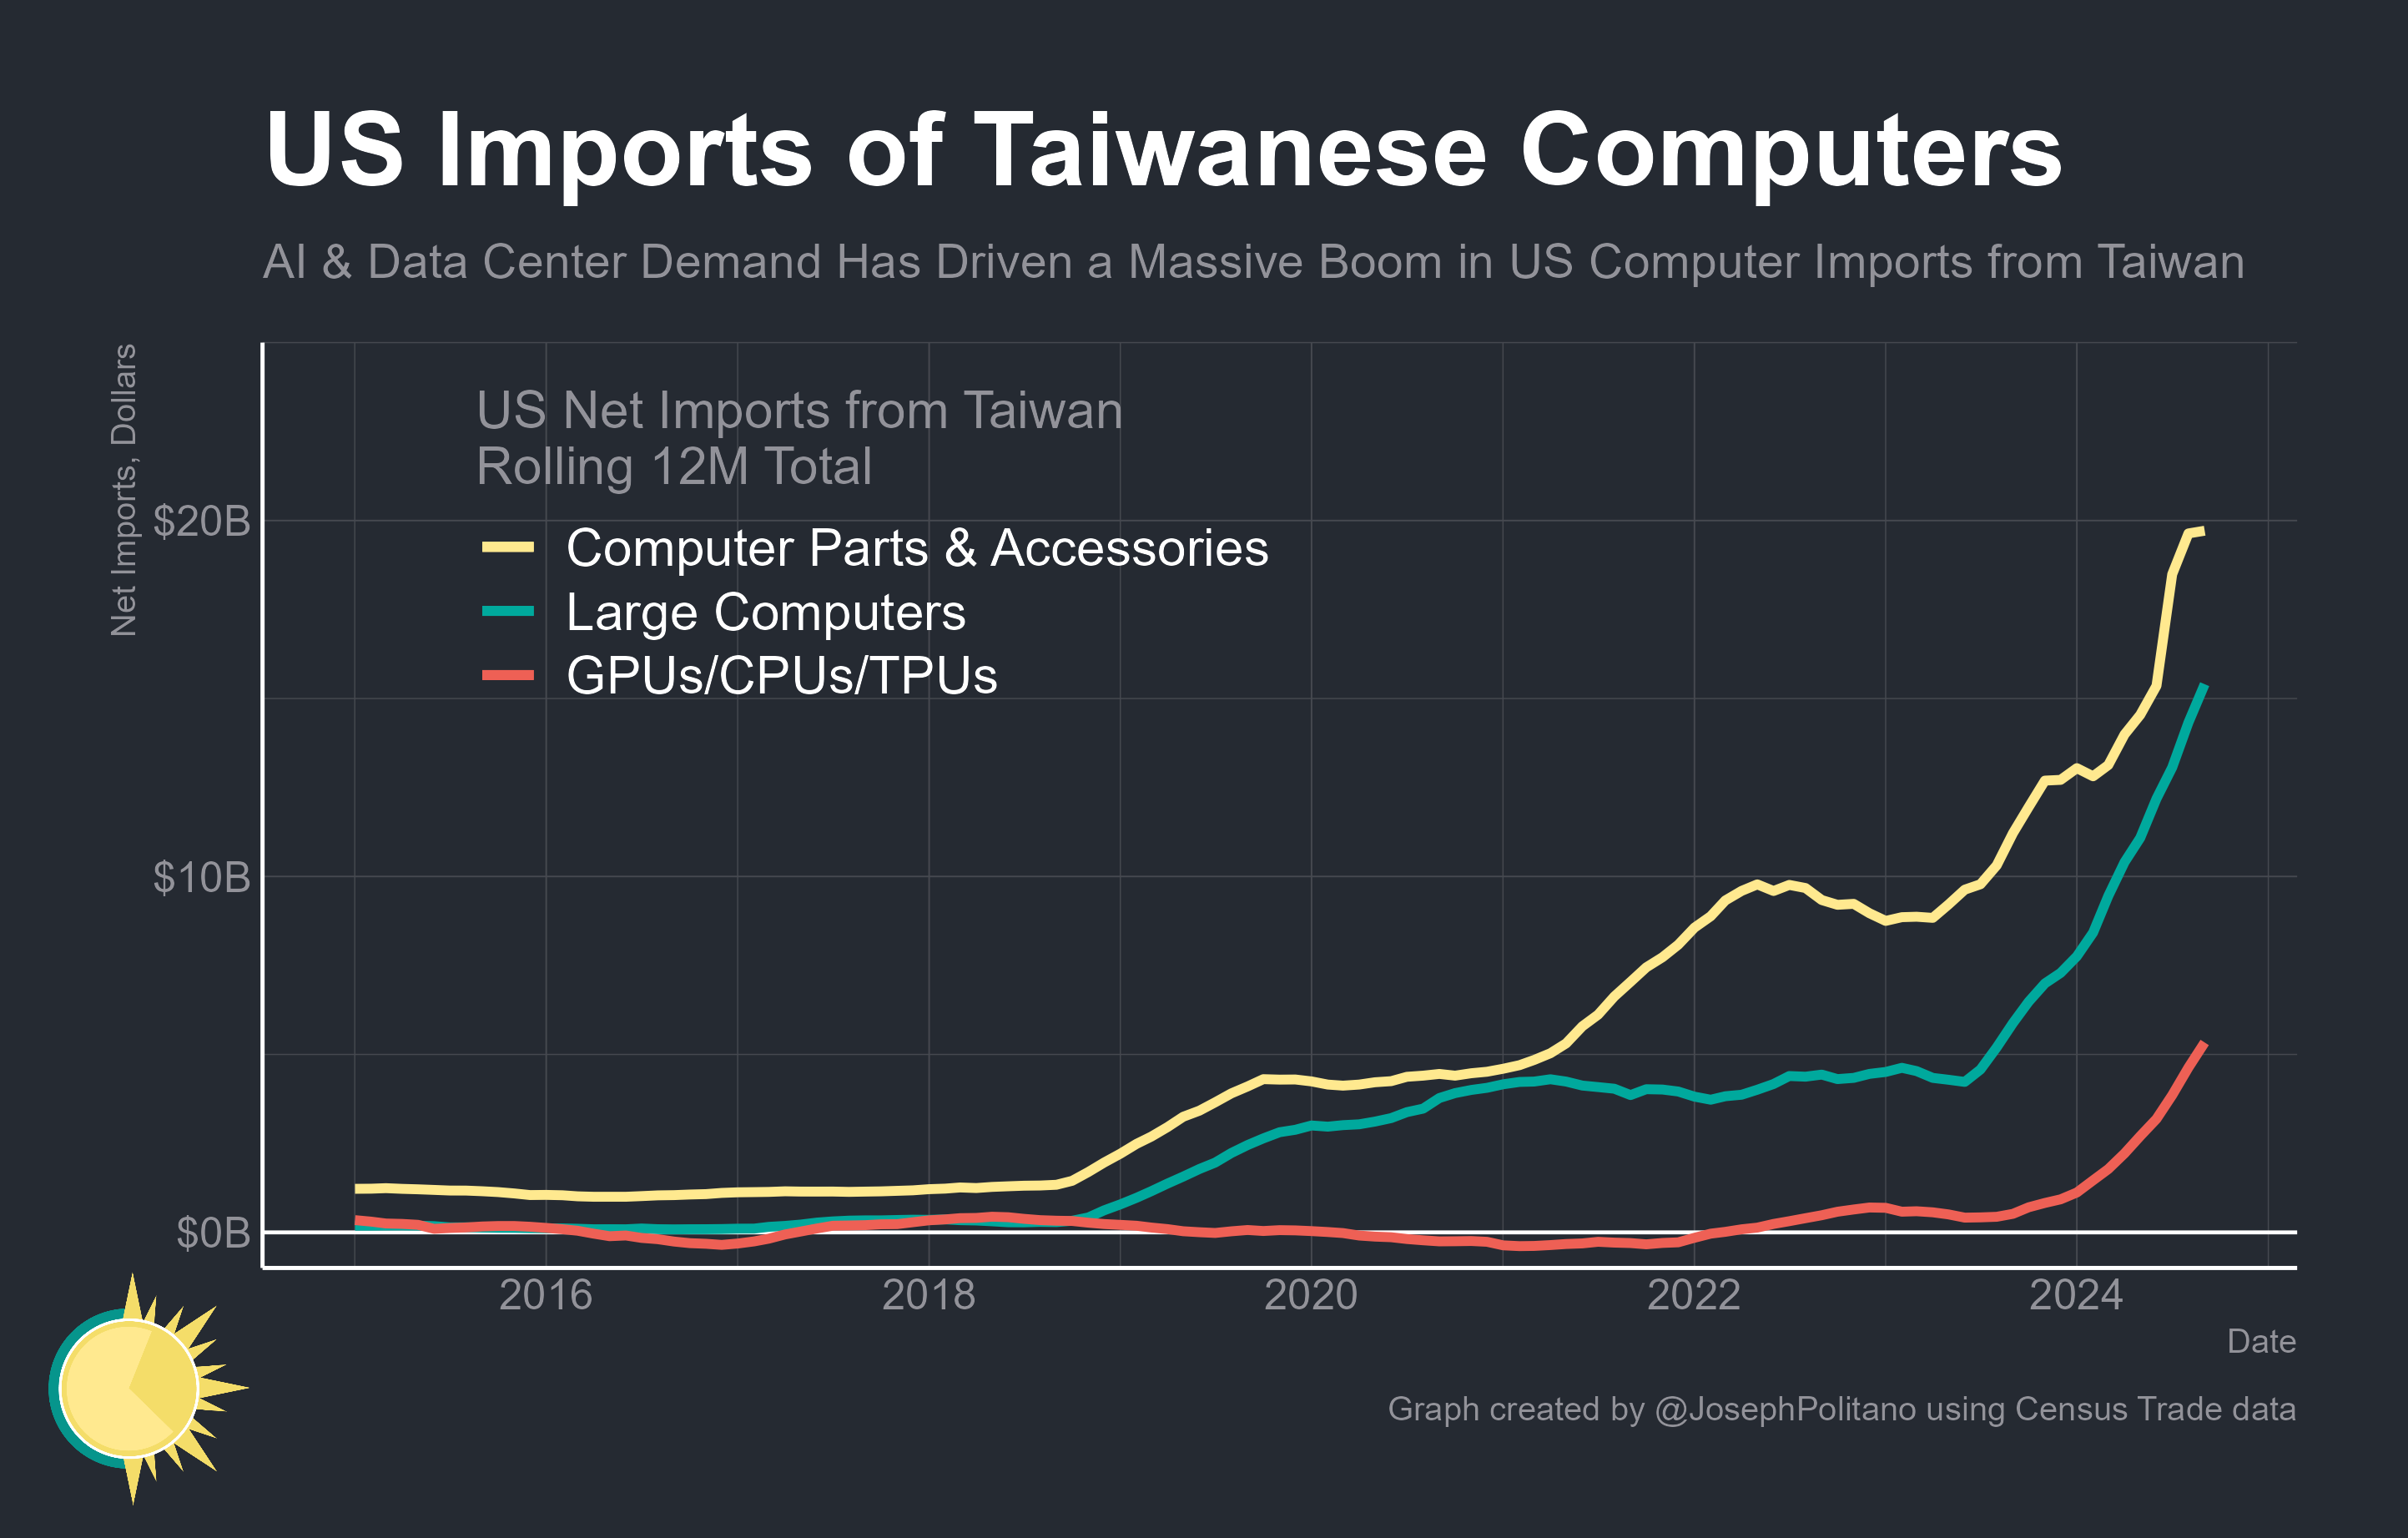 US Imports of Taiwanese Computers
AI & Data Center Demand Has Driven a Massive Boom in US Computer Imports from Taiwan
Net Imports, Dollars
US Net Imports from Taiwan
Rolling 12M Total
Computer Parts & Accessories
Large Computers
GPUs/CPUs/TPUs
$20B
$10B
$0B
2016 2018 2020 2022 2024
Date
Graph created by @JosephPolitano using Census Trade data